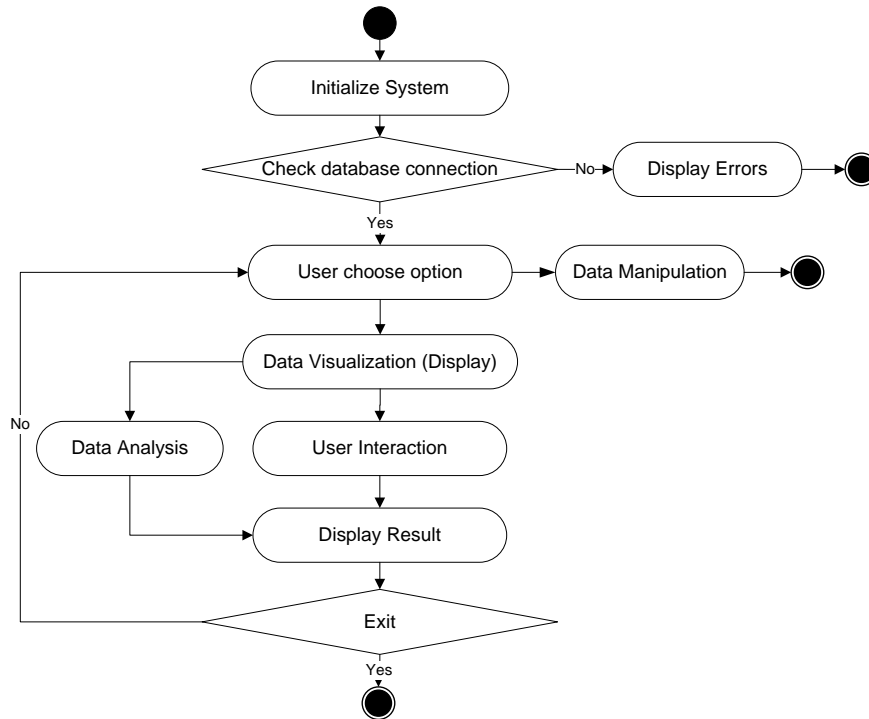 Initialize System
Check database connection
No
Display Errors
Yes
User choose option
Data Manipulation
Data Visualization (Display)
No
Data Analysis
User Interaction
Display Result
Exit
Yes